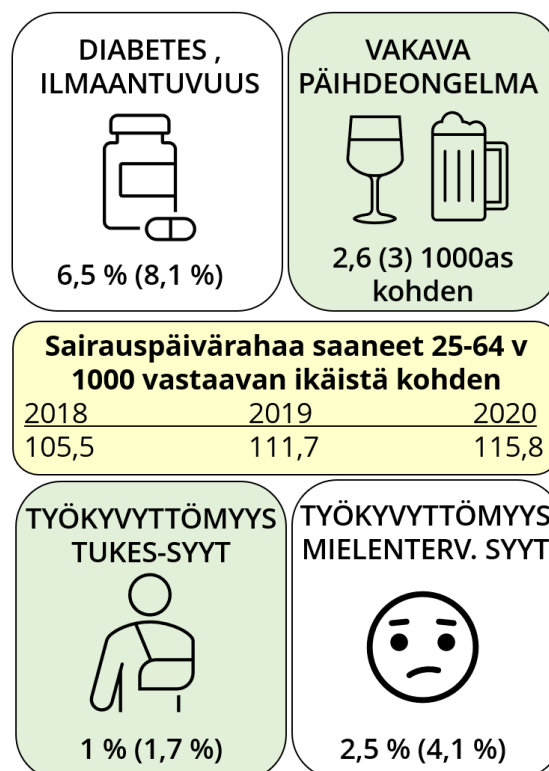 DIABETES ,
ILMAANTUVUUS
6,5 % (8,1 %)
VAKAVA
PÄIHDEONGELMA
2,6 (3) 1000as
kohden
Sairauspäivärahaa saaneet 25-64 v
1000 vastaavan ikäistä kohden
2018 2019 2020
105,5 111,7 115,8
TYÖKYVYTTÖMYYS
TUKES-SYYT
1 % (1,7 %)
TYÖKYVYTTÖMYYS
MIELENTERV. SYYT
2,5 % (4,1 %)